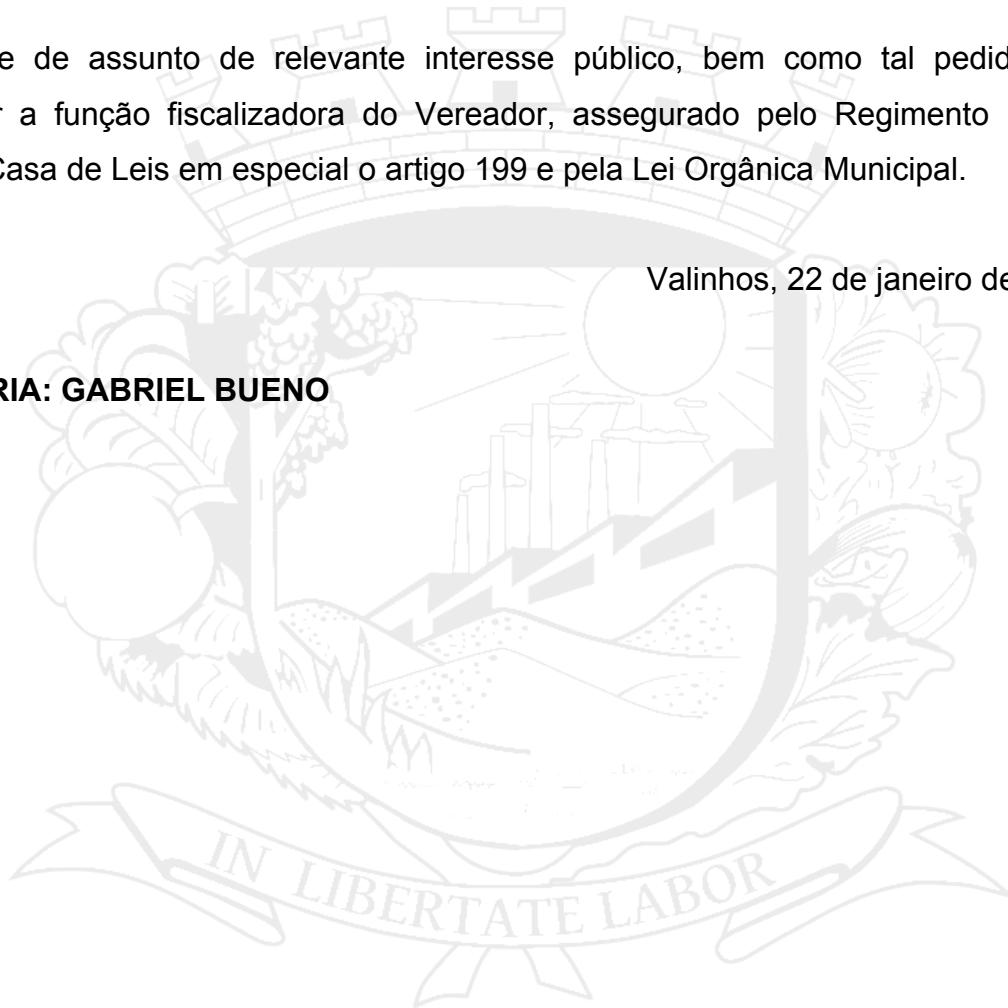 e de assunto de relevante interesse público, bem como tal pedid
r a função fiscalizadora do Vereador, assegurado pelo Regimento
Casa de Leis em especial o artigo 199 e pela Lei Orgânica Municipal.
Valinhos, 22 de janeiro de
RIA: GABRIEL BUENO
IN LIBERTATE LABOR